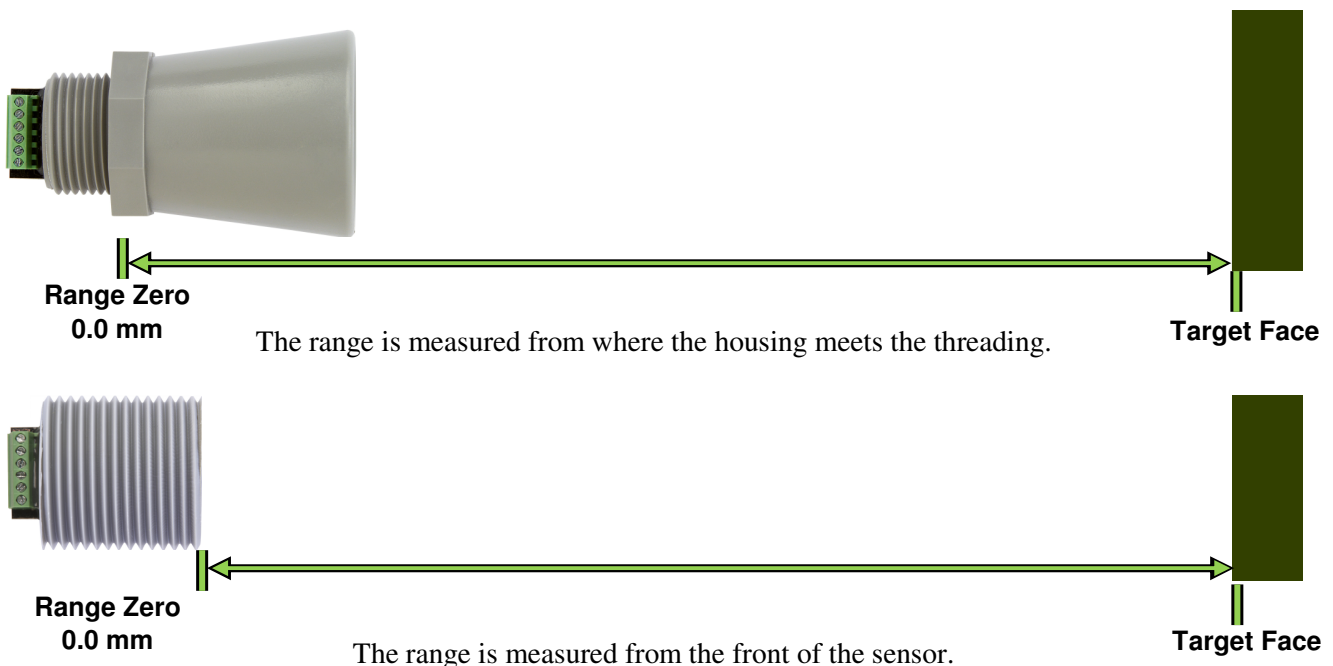 Range Zero
0.0 mm
The range is measured from where the housing meets the threading.
Target Face
Range Zero
0.0 mm
The range is measured from the front of the sensor.
Target Face